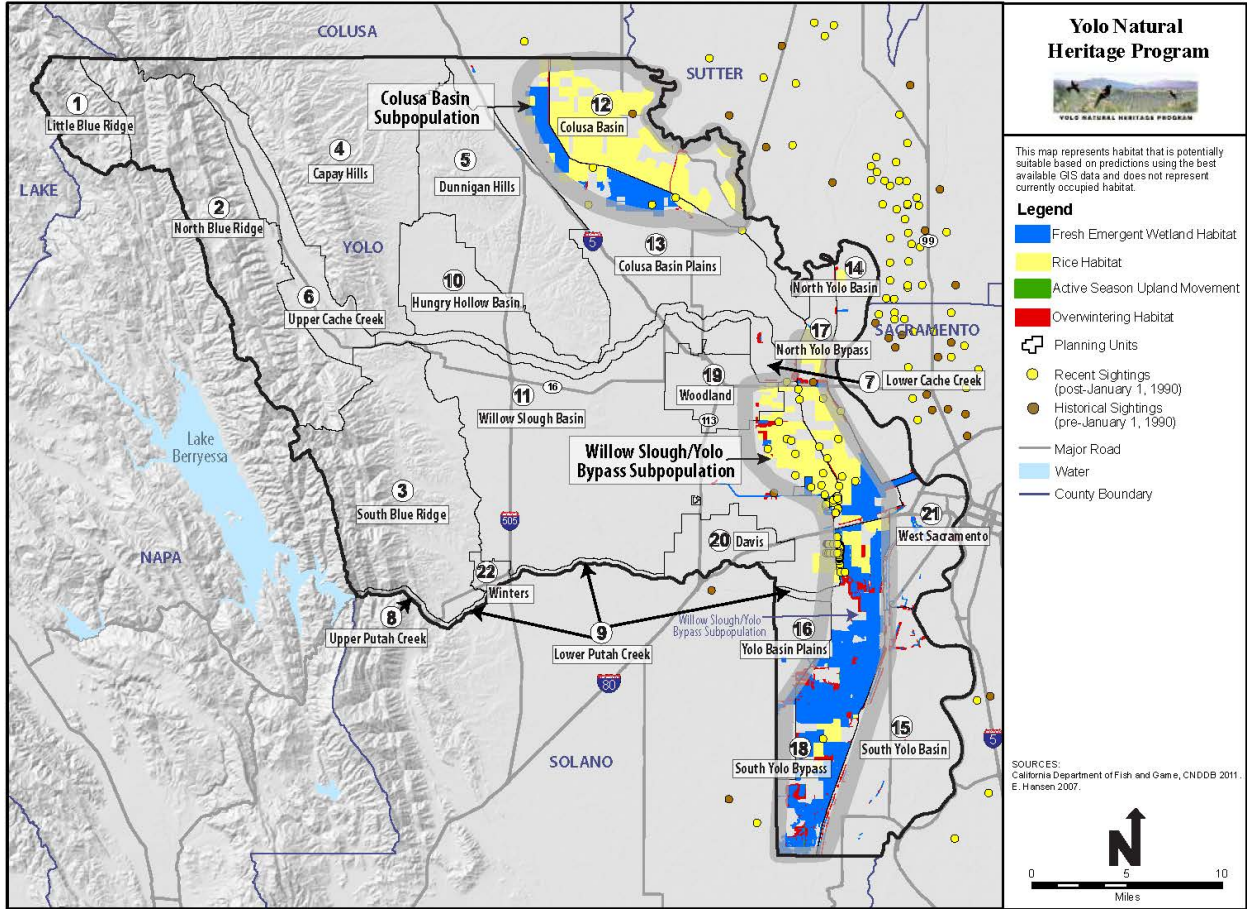 COLUSA
SUTTER
Colusa Basin
Subpopulation
12
Colusa Basin
1
Little Blue Ridge
4
Capay Hills
5
Dunnigan Hills
LAKE
2
North Blue Ridge
YOLO
5
13
Colusa Basin Plains
99
14
North Yolo Basin
10
Hungry Hollow Basin
6
Upper Cache Creek
SACRAMENTO
17
North Yolo Bypass
7
Lower Cache Creek
16
19
Woodland
11
Willow Slough Basin
113
Willow Slough/Yolo
Bypass Subpopulation
Lake
Berryessa
3
South Blue Ridge
505
21
West Sacramento
20
Davis
NAPA
22
Winters
8
Upper Putah Creek
9
Lower Putah Creek
Willow Slough/Yolo
Bypass Subpopulation
16
Yolo Basin Plains
80
15
South Yolo Basin
5
SOLANO
18
South Yolo Bypass
Yolo Natural
Heritage Program
YOLO NATURAL HERITAGE PROGRAM
This map represents habitat that is potentially
suitable based on predictions using the best
available GIS data and does not represent
currently occupied habitat.
Legend
Fresh Emergent Wetland Habitat
Rice Habitat
Active Season Upland Movement
Overwintering Habitat
Planning Units
Recent Sightings
(post-January 1, 1990)
Historical Sightings
(pre-January 1, 1990)
Major Road
Water
County Boundary
SOURCES:
California Department of Fish and Game, CNDDB 2011.
E. Hansen 2007.
N
0 5 10
Miles